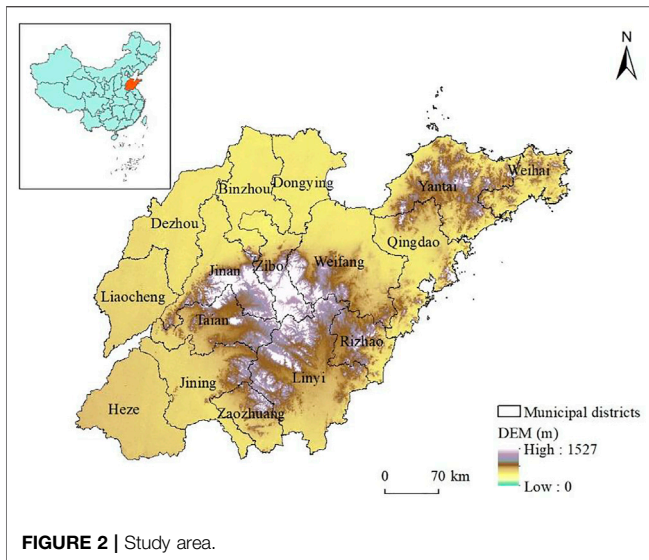 N
Binzhou
Dongying
Yantai
Weihai
Dezhou
Qingdao
Jinan
Zibo
Weifang
Liaocheng
Taian
Rizhao
Jining
Linyi
Heze
Zaozhuang
Municipal districts
DEM (m)
High : 1527
Low : 0
0 70 km
FIGURE 2 | Study area.